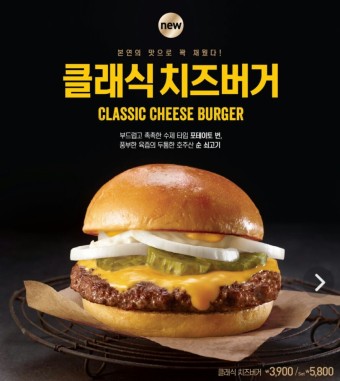 new
본연의 맛으로 꽉 채웠다!
클래식 치즈버거
CLASSIC CHEESE BURGER
부드럽고 촉촉한 수제 타입 포테이토 번,
풍부한 육즙의 두툼한 호주산 순 쇠고기
클래식 치즈버거 ₩3,900 / Set ₩5,800